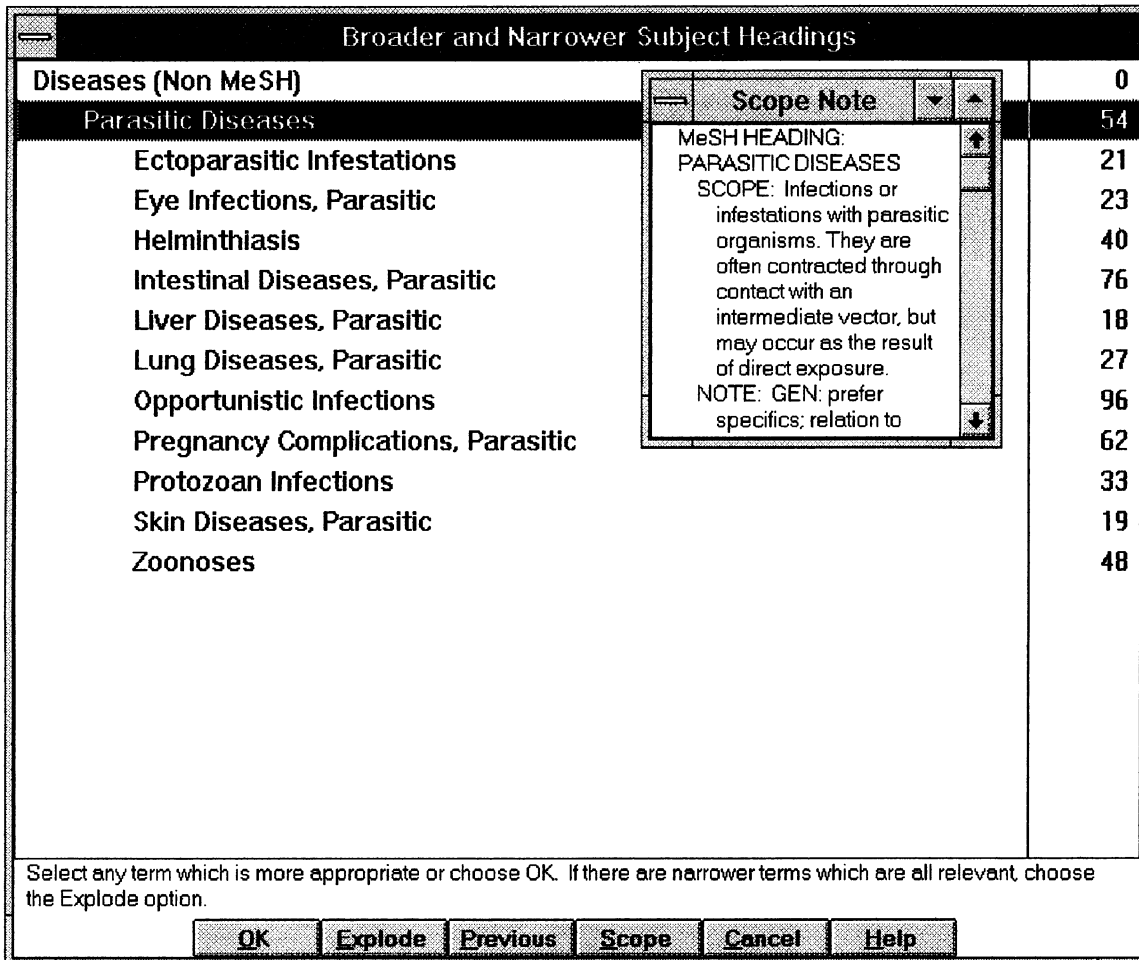 Broader and Narrower Subject Headings
Diseases (Non MeSH) 0
Parasitic Diseases 54
Ectoparasitic Infestations 21
Eye Infections, Parasitic 23
Helminthiasis 40
Intestinal Diseases, Parasitic 76
Liver Diseases, Parasitic 18
Lung Diseases, Parasitic 27
Opportunistic Infections 96
Pregnancy Complications, Parasitic 62
Protozoan Infections 33
Skin Diseases, Parasitic 19
Zoonoses 48
Scope Note
MeSH HEADING:
PARASITIC DISEASES
SCOPE: Infections or
infestations with parasitic
organisms. They are
often contracted through
contact with an
intermediate vector, but
may occur as the result
of direct exposure.
NOTE: GEN: prefer
specifics; relation to
Select any term which is more appropriate or choose OK. If there are narrower terms which are all relevant, choose
the Explode option.
OK Explode Previous Scope Cancel Help